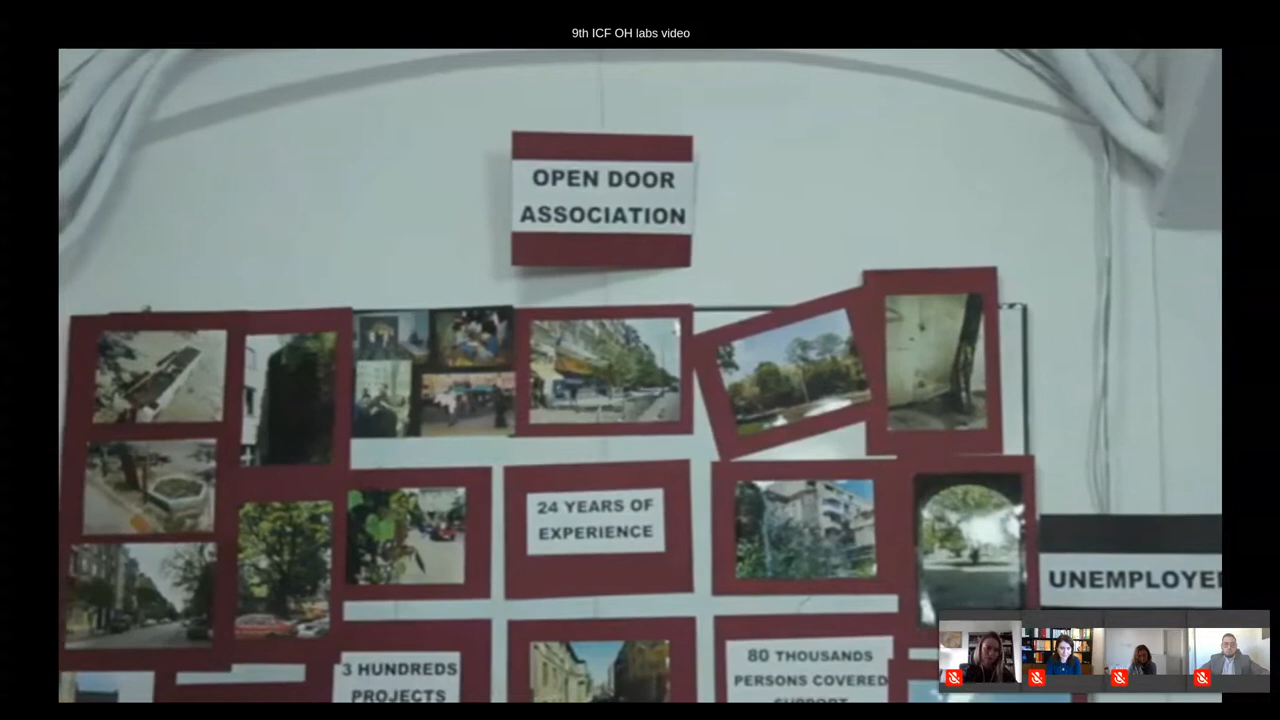 9th ICF OH labs video
OPEN DOOR
ASSOCIATION
24 YEARS OF
EXPERIENCE
3 HUNDREDS
PROJECTS
80 THOUSANDS
PERSONS COVERED
SUPPORT